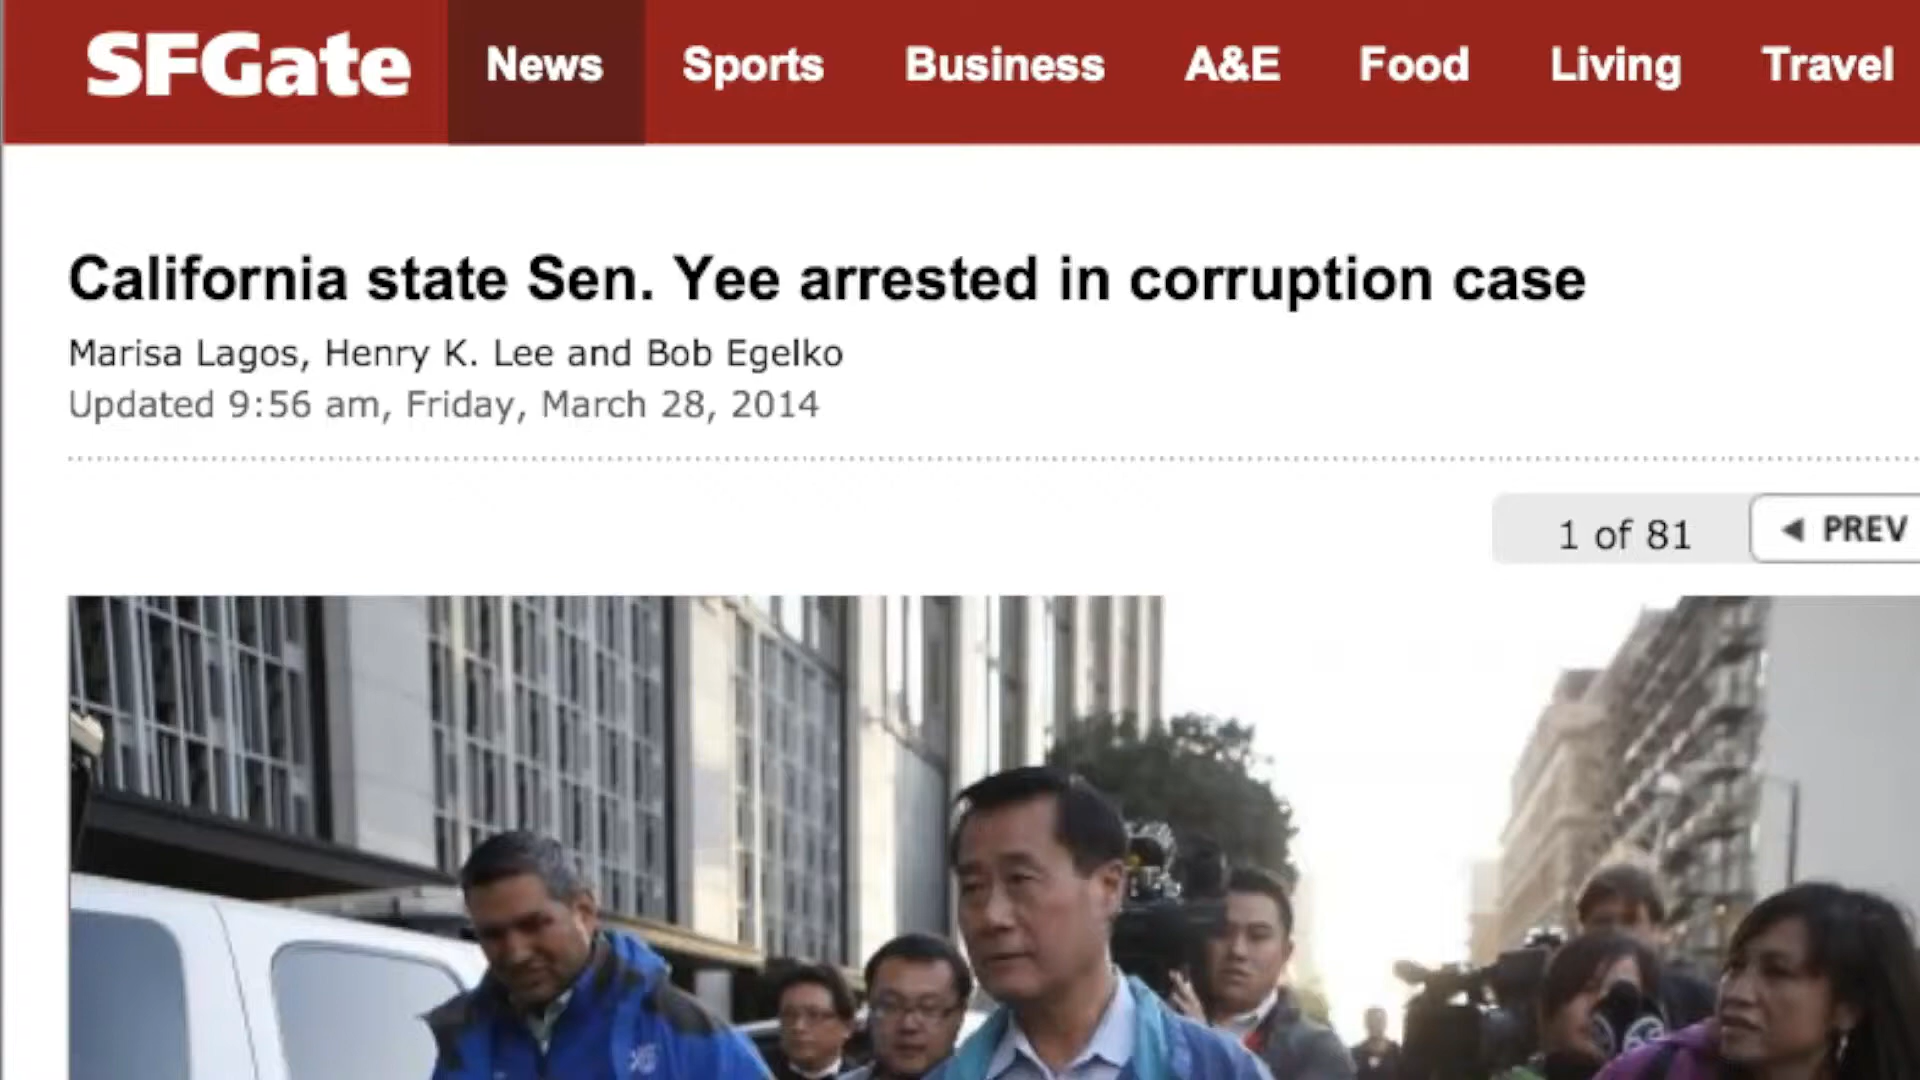 SFGate News Sports Business A&E Food Living Travel
California state Sen. Yee arrested in corruption case
Marisa Lagos, Henry K. Lee and Bob Egelko
Updated 9:56 am, Friday, March 28, 2014
1 of 81 ◀ PREV